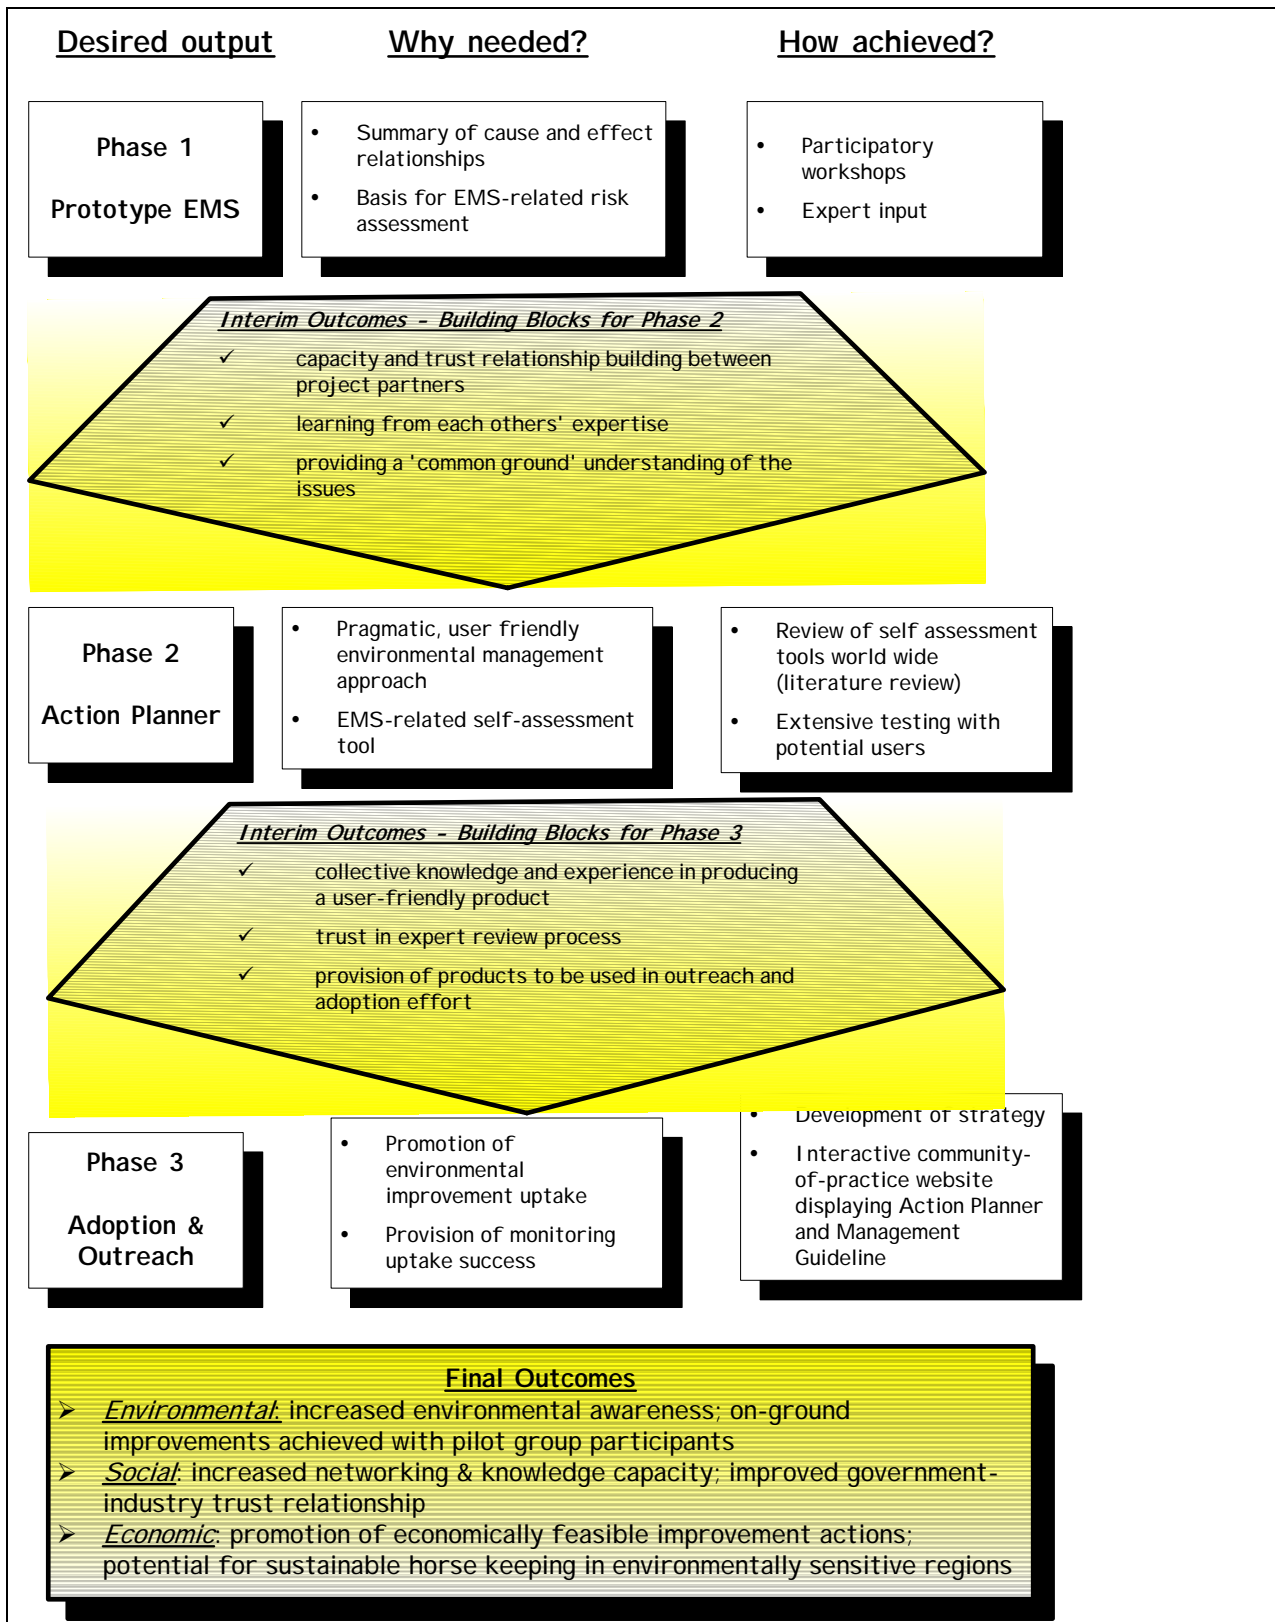 Desired output
Why needed?
How achieved?
Phase 1
Prototype EMS
• Summary of cause and effect
relationships
• Basis for EMS-related risk
assessment
• Participatory
workshops
• Expert input
Interim Outcomes – Building Blocks for Phase 2
✓ capacity and trust relationship building between
project partners
✓ learning from each others' expertise
✓ providing a 'common ground' understanding of the
issues
Phase 2
Action Planner
• Pragmatic, user friendly
environmental management
approach
• EMS-related self-assessment
tool
• Review of self assessment
tools world wide
(literature review)
• Extensive testing with
potential users
Interim Outcomes – Building Blocks for Phase 3
✓ collective knowledge and experience in producing
a user-friendly product
✓ trust in expert review process
✓ provision of products to be used in outreach and
adoption effort
Phase 3
Adoption &
Outreach
• Promotion of
environmental
improvement uptake
• Provision of monitoring
uptake success
• Development of strategy
• Interactive community-
of-practice website
displaying Action Planner
and Management
Guideline
Final Outcomes
➢ Environmental: increased environmental awareness; on-ground
improvements achieved with pilot group participants
➢ Social: increased networking & knowledge capacity; improved government-
industry trust relationship
➢ Economic: promotion of economically feasible improvement actions;
potential for sustainable horse keeping in environmentally sensitive regions